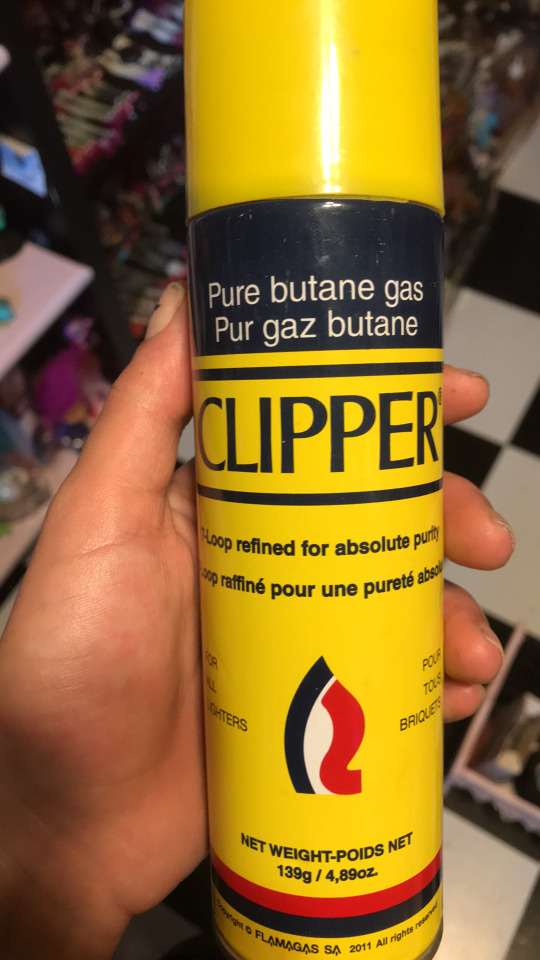 Pure butane gas
Pur gaz butane
CLIPPER®
-Loop refined for absolute purity
oop raffiné pour une pureté absolu
FOR
ALL
LIGHTERS
POUR
TOUS
BRIQUETS
NET WEIGHT-POIDS NET
139g / 4,89oz.
Copyright © FLAMAGAS SA 2011 All rights reserved